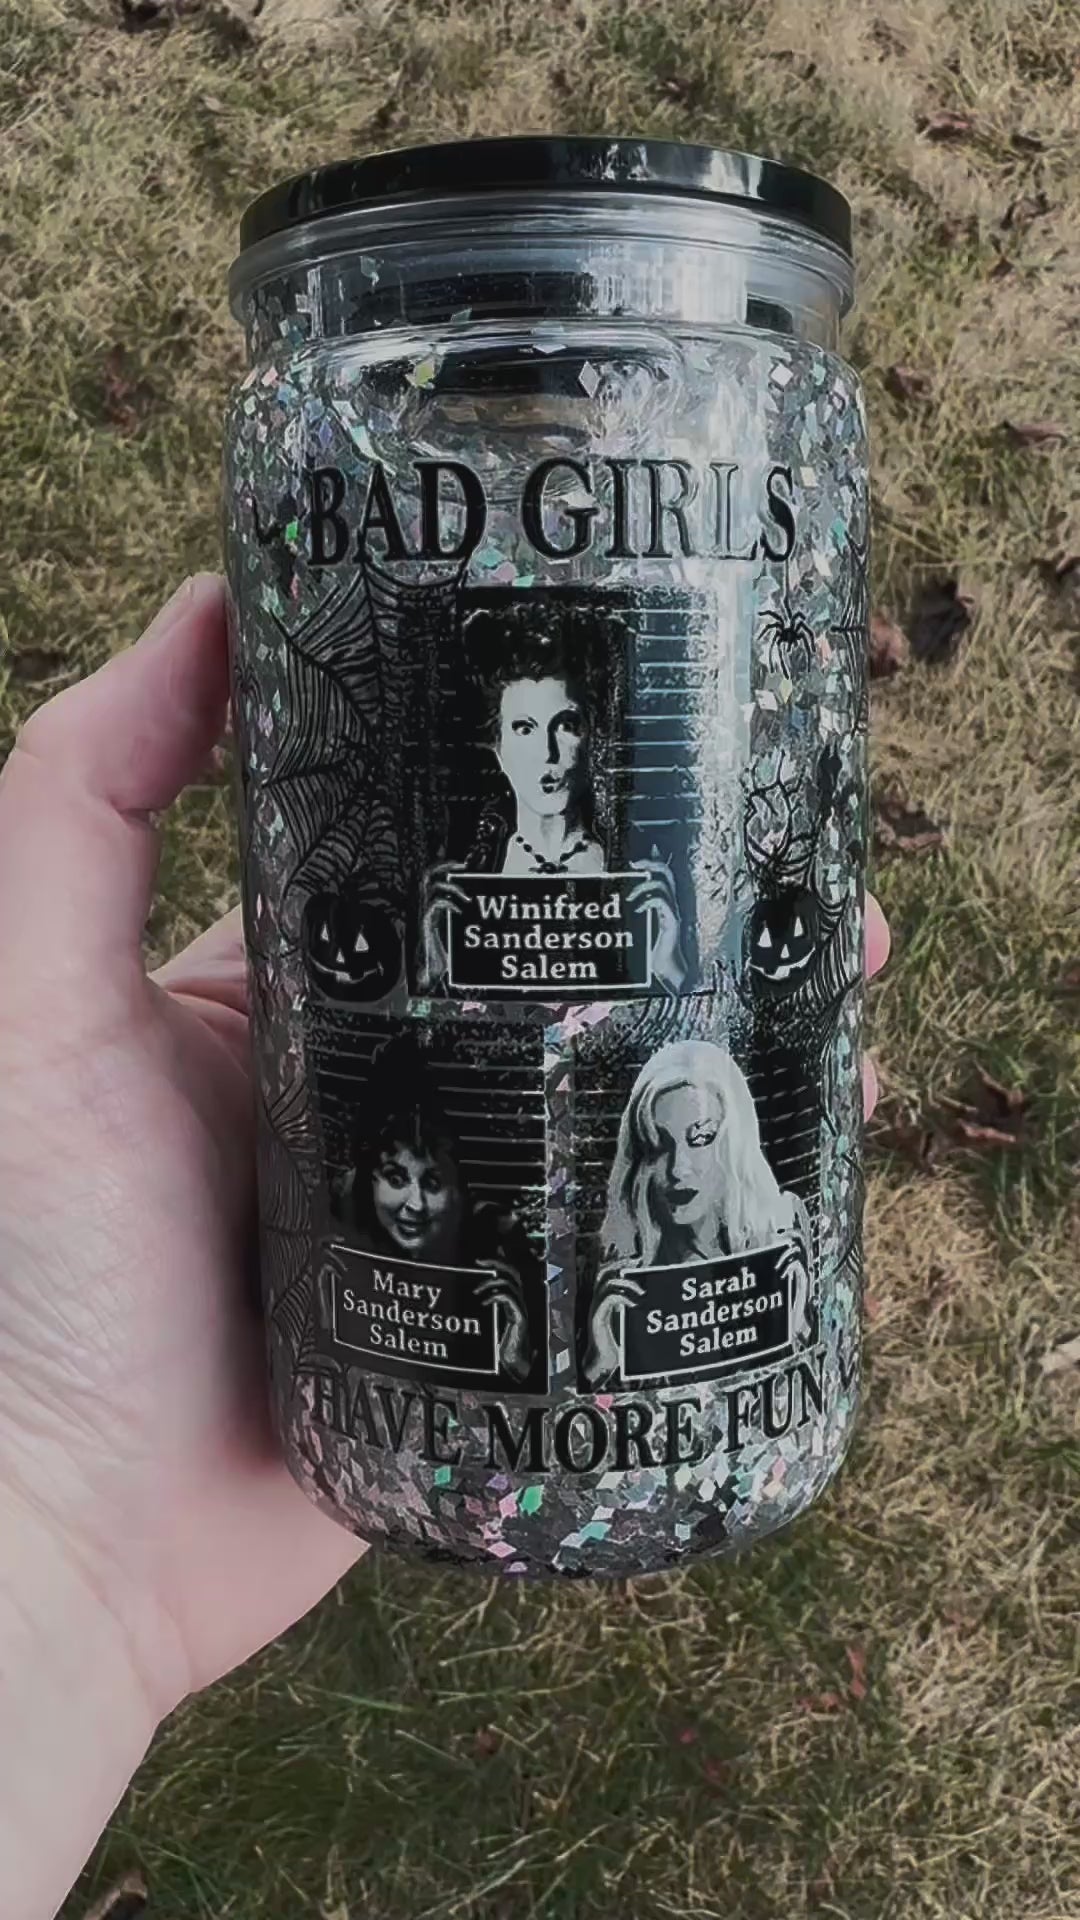 BAD GIRLS
Winifred
Sanderson
Salem
Mary
Sanderson
Salem
Sarah
Sanderson
Salem
HAVE MORE FUN